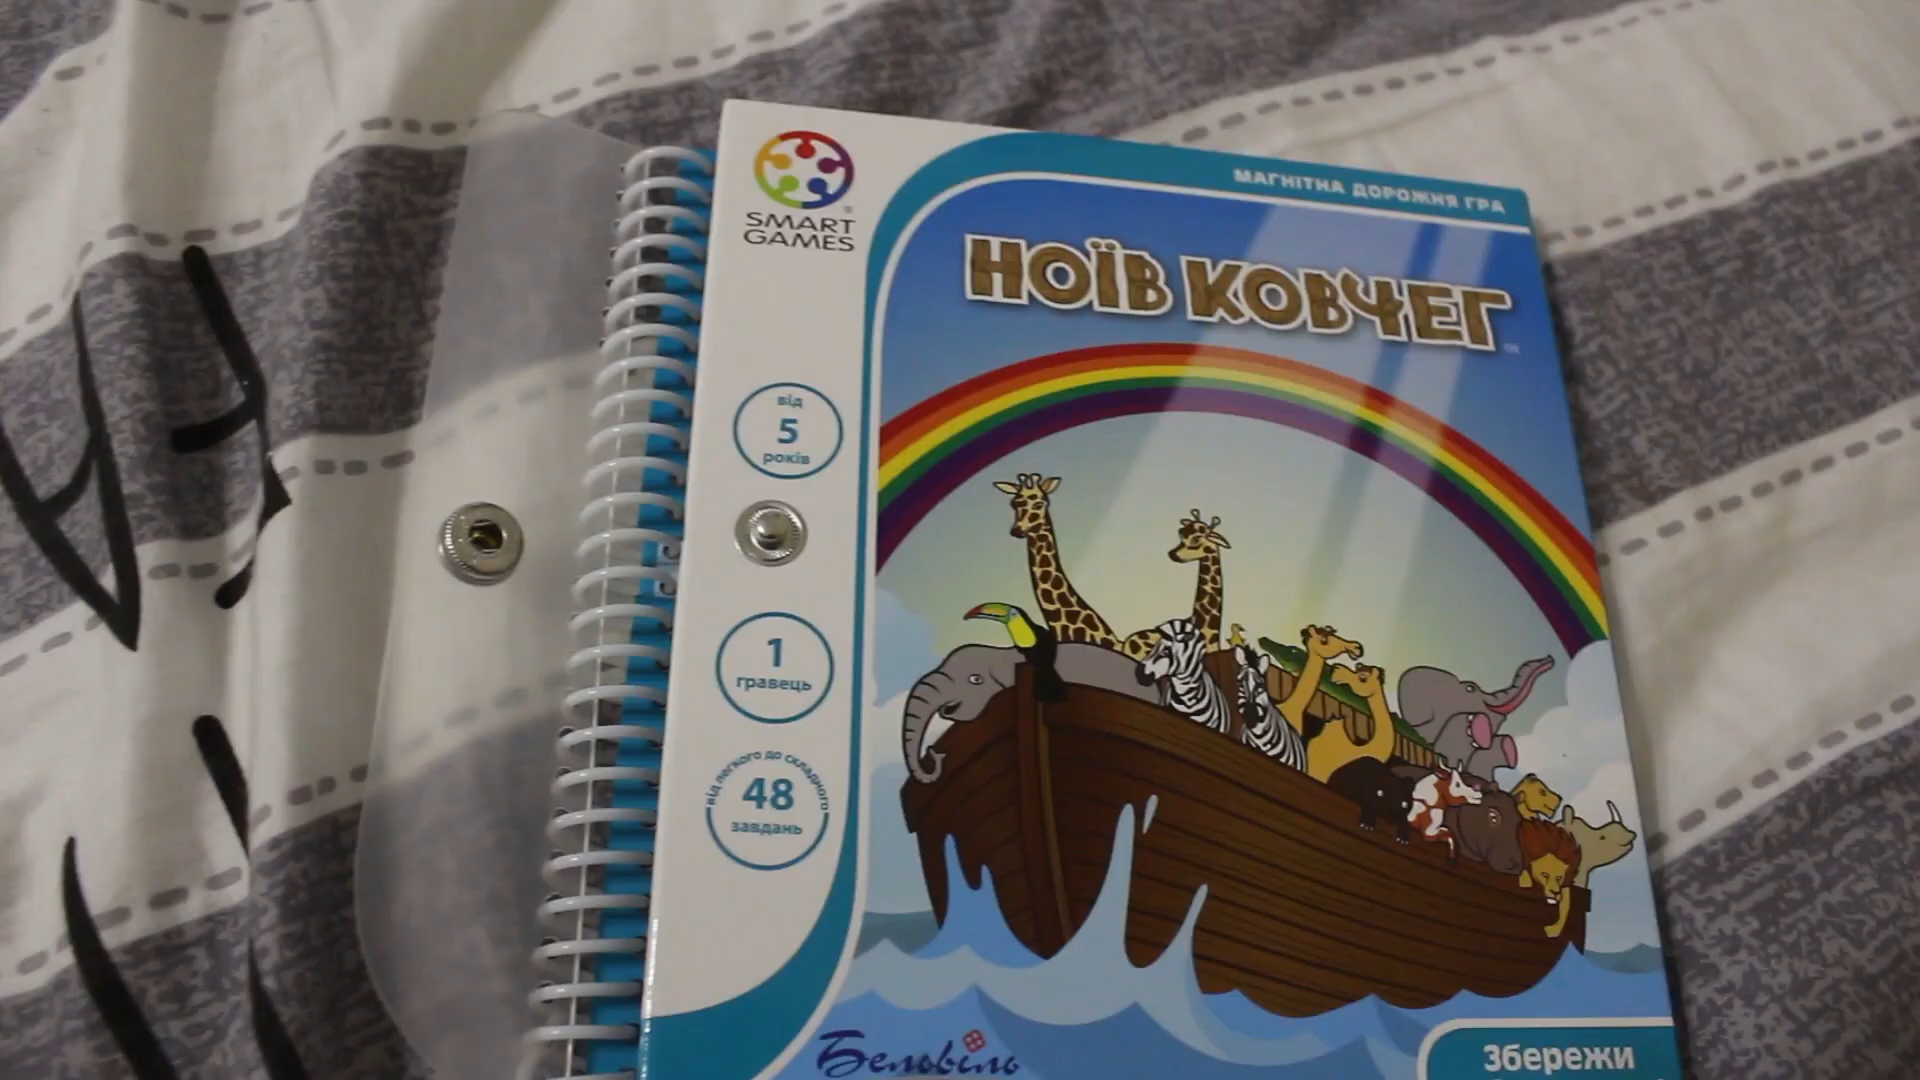 SMART
GAMES
МАГНІТНА ДОРОЖНЯ ГРА
НОЇВ КОВЧЕГ™
від
5
років
1
гравець
від легкого до складного
48
завдань
Бельвіль
Збережи